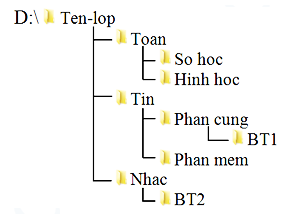 D:\ Ten-lop
Toan
So hoc
Hinh hoc
Tin
Phan cung
BT1
Phan mem
Nhac
BT2